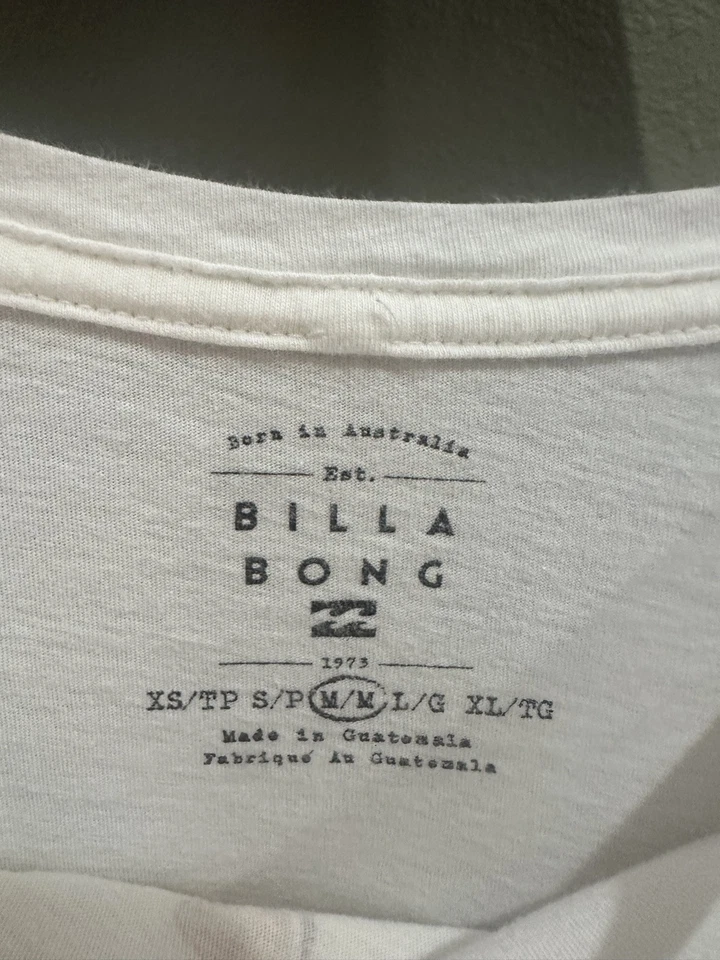 Born in Australia
Est.
BILLA
BONG
1973
XS/TP S/P M/M L/G XL/TG
Made in Guatemala
Fabriqué Au Guatemala